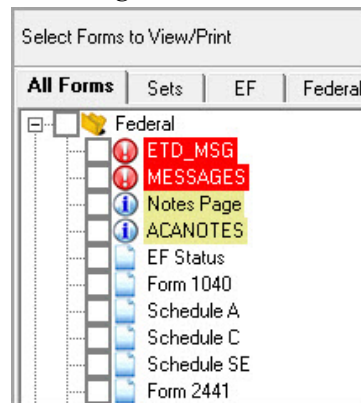 Select Forms to View/Print
All Forms Sets EF Federal
Federal
ETD_MSG
MESSAGES
Notes Page
ACANOTES
EF Status
Form 1040
Schedule A
Schedule C
Schedule SE
Form 2441